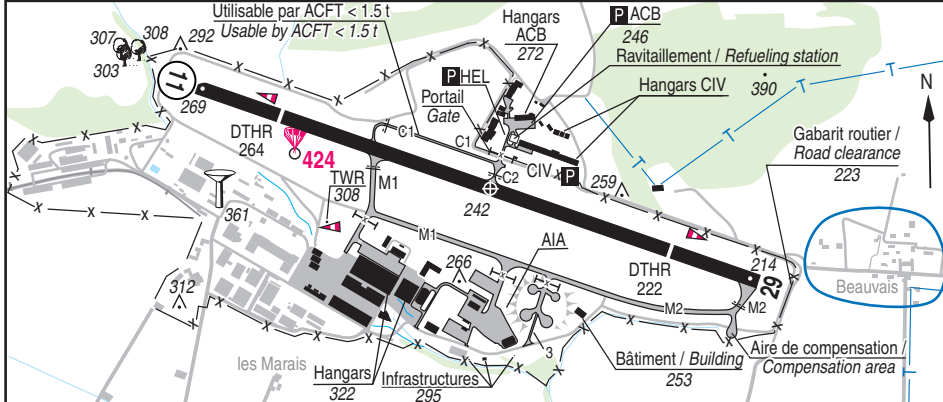 Utilisable par ACFT < 1.5 t
Usable by ACFT < 1.5 t
Hangars
ACB
272
P ACB
246
Ravitaillement / Refueling station
390
Hangars CIV
N
307
308
303
292
11
269
P HEL
Portail
Gate
C1
C1
C2
CIV
P
259
Gabarit routier /
Road clearance
223
DTHR
264
424
TWR
308
M1
242
361
M1
266
AIA
DTHR
222
214
29
M2
M2
Beauvais
312
les Marais
Hangars
322
Infrastructures
295
3
Bâtiment / Building
253
Aire de compensation /
Compensation area